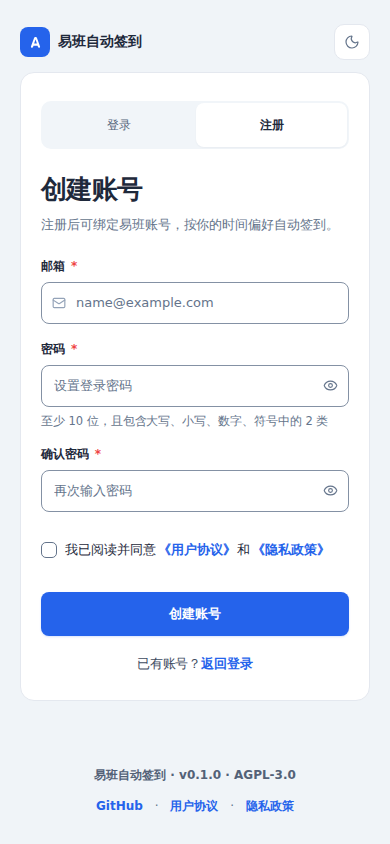 A 易班自动签到
登录 注册
创建账号
注册后可绑定易班账号，按你的时间偏好自动签到。
邮箱 *
name@example.com
密码 *
设置登录密码
至少 10 位，且包含大写、小写、数字、符号中的 2 类
确认密码 *
再次输入密码
我已阅读并同意《用户协议》和《隐私政策》
创建账号
已有账号？返回登录
易班自动签到 · v0.1.0 · AGPL-3.0
GitHub · 用户协议 · 隐私政策